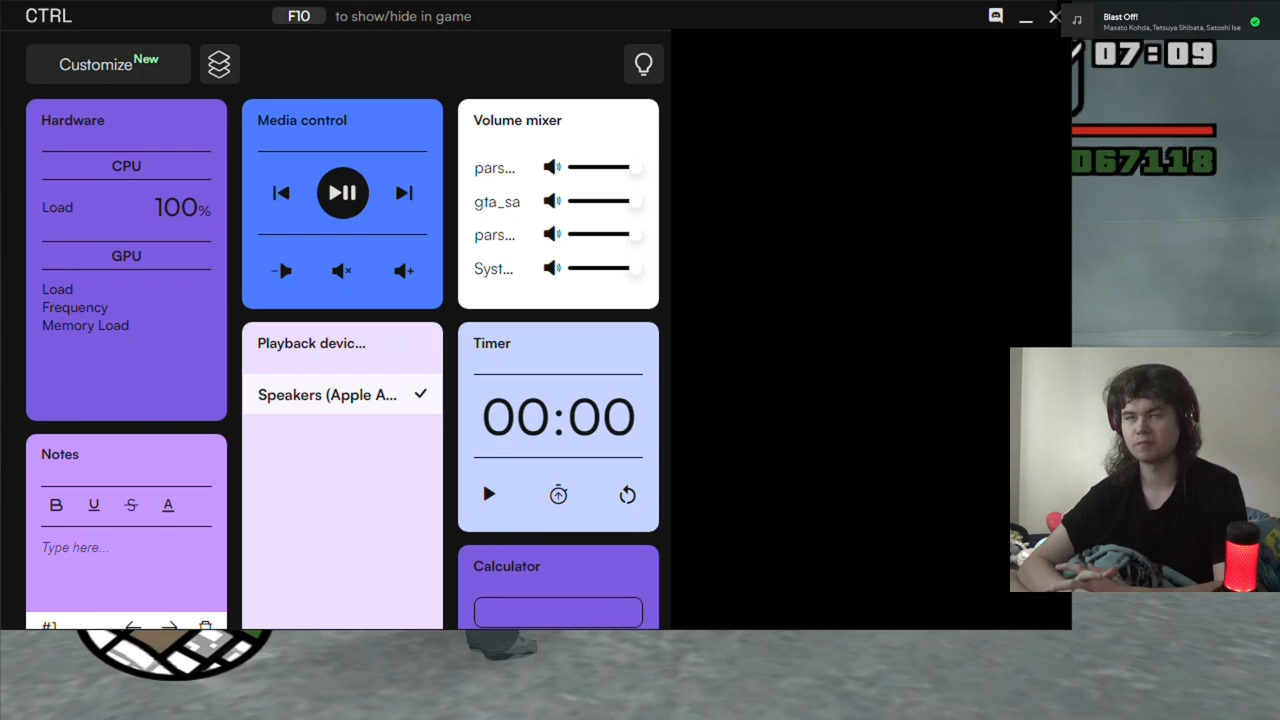 CTRL
F10 to show/hide in game
Blast Off!
Masato Kohda, Tetsuya Shibata, Satoshi Ise
07:09
067118
Customize New
Hardware
CPU
Load 100%
GPU
Load
Frequency
Memory Load
Media control
Volume mixer
pars...
gta_sa
pars...
Syst...
Playback devic...
Speakers (Apple A...
Timer
00:00
Notes
B U S A
Type here...
#1
Calculator